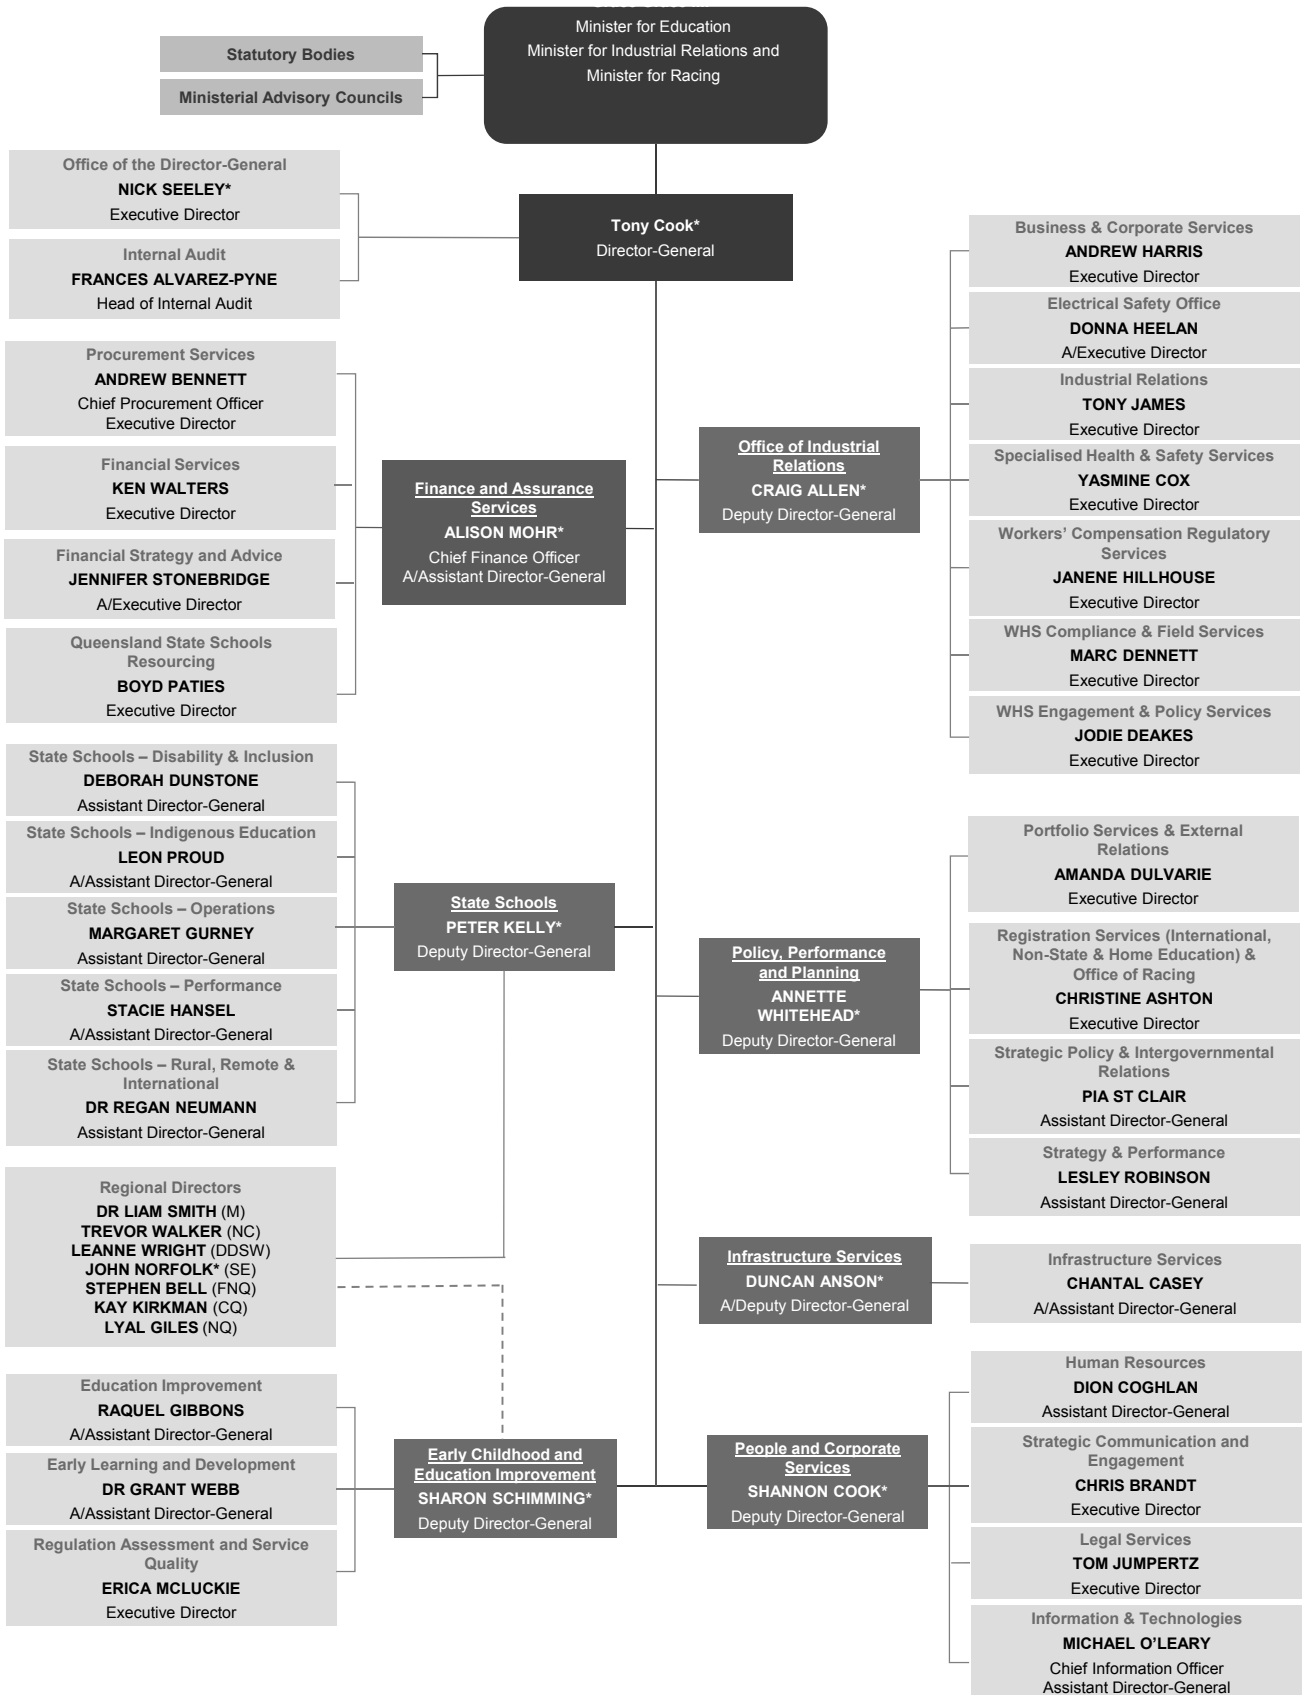 Minister for Education
Minister for Industrial Relations and
Minister for Racing
Statutory Bodies
Ministerial Advisory Councils
Office of the Director-General
NICK SEELEY*
Executive Director
Internal Audit
FRANCES ALVAREZ-PYNE
Head of Internal Audit
Tony Cook*
Director-General
Procurement Services
ANDREW BENNETT
Chief Procurement Officer
Executive Director
Financial Services
KEN WALTERS
Executive Director
Financial Strategy and Advice
JENNIFER STONEBRIDGE
A/Executive Director
Queensland State Schools
Resourcing
BOYD PATIES
Executive Director
Finance and Assurance
Services
ALISON MOHR*
Chief Finance Officer
A/Assistant Director-General
Office of Industrial
Relations
CRAIG ALLEN*
Deputy Director-General
Business & Corporate Services
ANDREW HARRIS
Executive Director
Electrical Safety Office
DONNA HEELAN
A/Executive Director
Industrial Relations
TONY JAMES
Executive Director
Specialised Health & Safety Services
YASMINE COX
Executive Director
Workers’ Compensation Regulatory
Services
JANENE HILLHOUSE
Executive Director
WHS Compliance & Field Services
MARC DENNETT
Executive Director
WHS Engagement & Policy Services
JODIE DEAKES
Executive Director
State Schools – Disability & Inclusion
DEBORAH DUNSTONE
Assistant Director-General
State Schools – Indigenous Education
LEON PROUD
A/Assistant Director-General
State Schools – Operations
MARGARET GURNEY
Assistant Director-General
State Schools – Performance
STACIE HANSEL
A/Assistant Director-General
State Schools – Rural, Remote &
International
DR REGAN NEUMANN
Assistant Director-General
State Schools
PETER KELLY*
Deputy Director-General
Policy, Performance
and Planning
ANNETTE
WHITEHEAD*
Deputy Director-General
Portfolio Services & External
Relations
AMANDA DULVARIE
Executive Director
Registration Services (International,
Non-State & Home Education) &
Office of Racing
CHRISTINE ASHTON
Executive Director
Strategic Policy & Intergovernmental
Relations
PIA ST CLAIR
Assistant Director-General
Strategy & Performance
LESLEY ROBINSON
Assistant Director-General
Regional Directors
DR LIAM SMITH (M)
TREVOR WALKER (NC)
LEANNE WRIGHT (DDSW)
JOHN NORFOLK* (SE)
STEPHEN BELL (FNQ)
KAY KIRKMAN (CQ)
LYAL GILES (NQ)
Infrastructure Services
DUNCAN ANSON*
A/Deputy Director-General
Infrastructure Services
CHANTAL CASEY
A/Assistant Director-General
Education Improvement
RAQUEL GIBBONS
A/Assistant Director-General
Early Learning and Development
DR GRANT WEBB
A/Assistant Director-General
Regulation Assessment and Service
Quality
ERICA MCLUCKIE
Executive Director
Early Childhood and
Education Improvement
SHARON SCHIMMING*
Deputy Director-General
People and Corporate
Services
SHANNON COOK*
Deputy Director-General
Human Resources
DION COGHLAN
Assistant Director-General
Strategic Communication and
Engagement
CHRIS BRANDT
Executive Director
Legal Services
TOM JUMPERTZ
Executive Director
Information & Technologies
MICHAEL O’LEARY
Chief Information Officer
Assistant Director-General